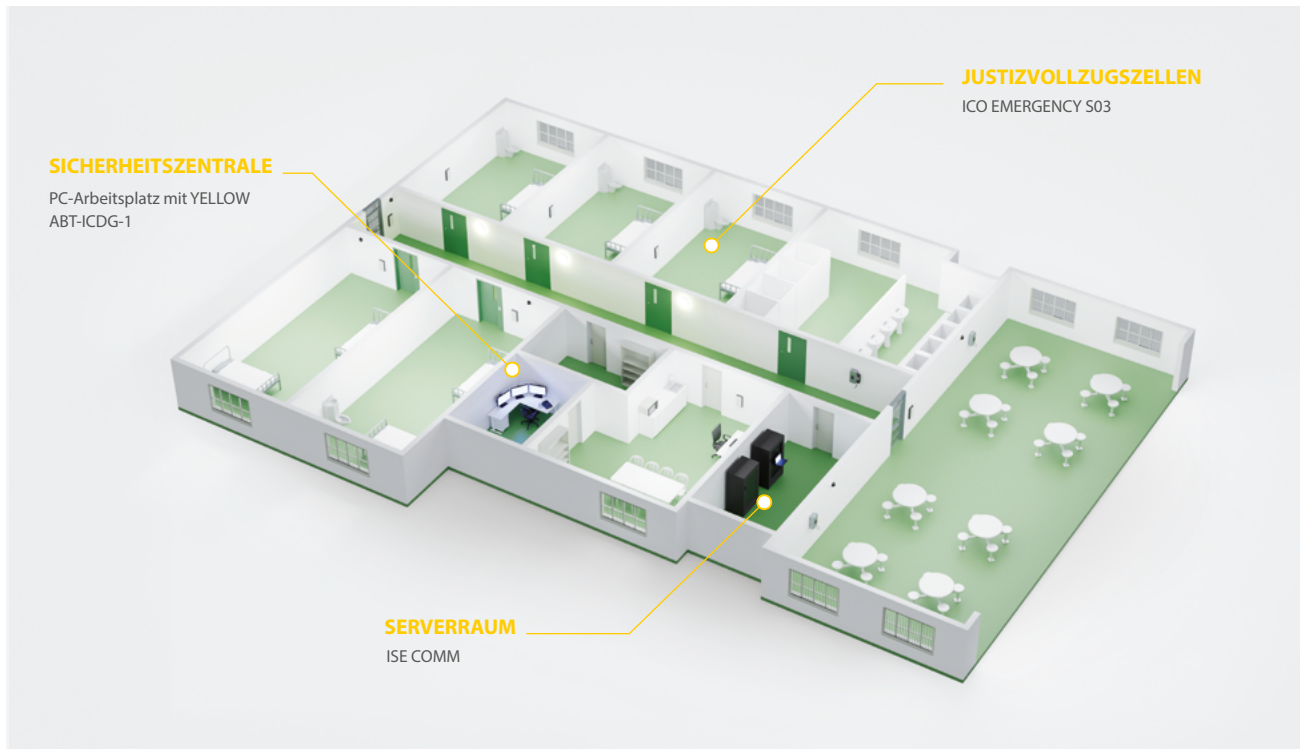 JUSTIZVOLLZUGSZELLEN
ICO EMERGENCY S03
SICHERHEITSZENTRALE
PC-Arbeitsplatz mit YELLOW
ABT-ICDG-1
SERVERRAUM
ISE COMM